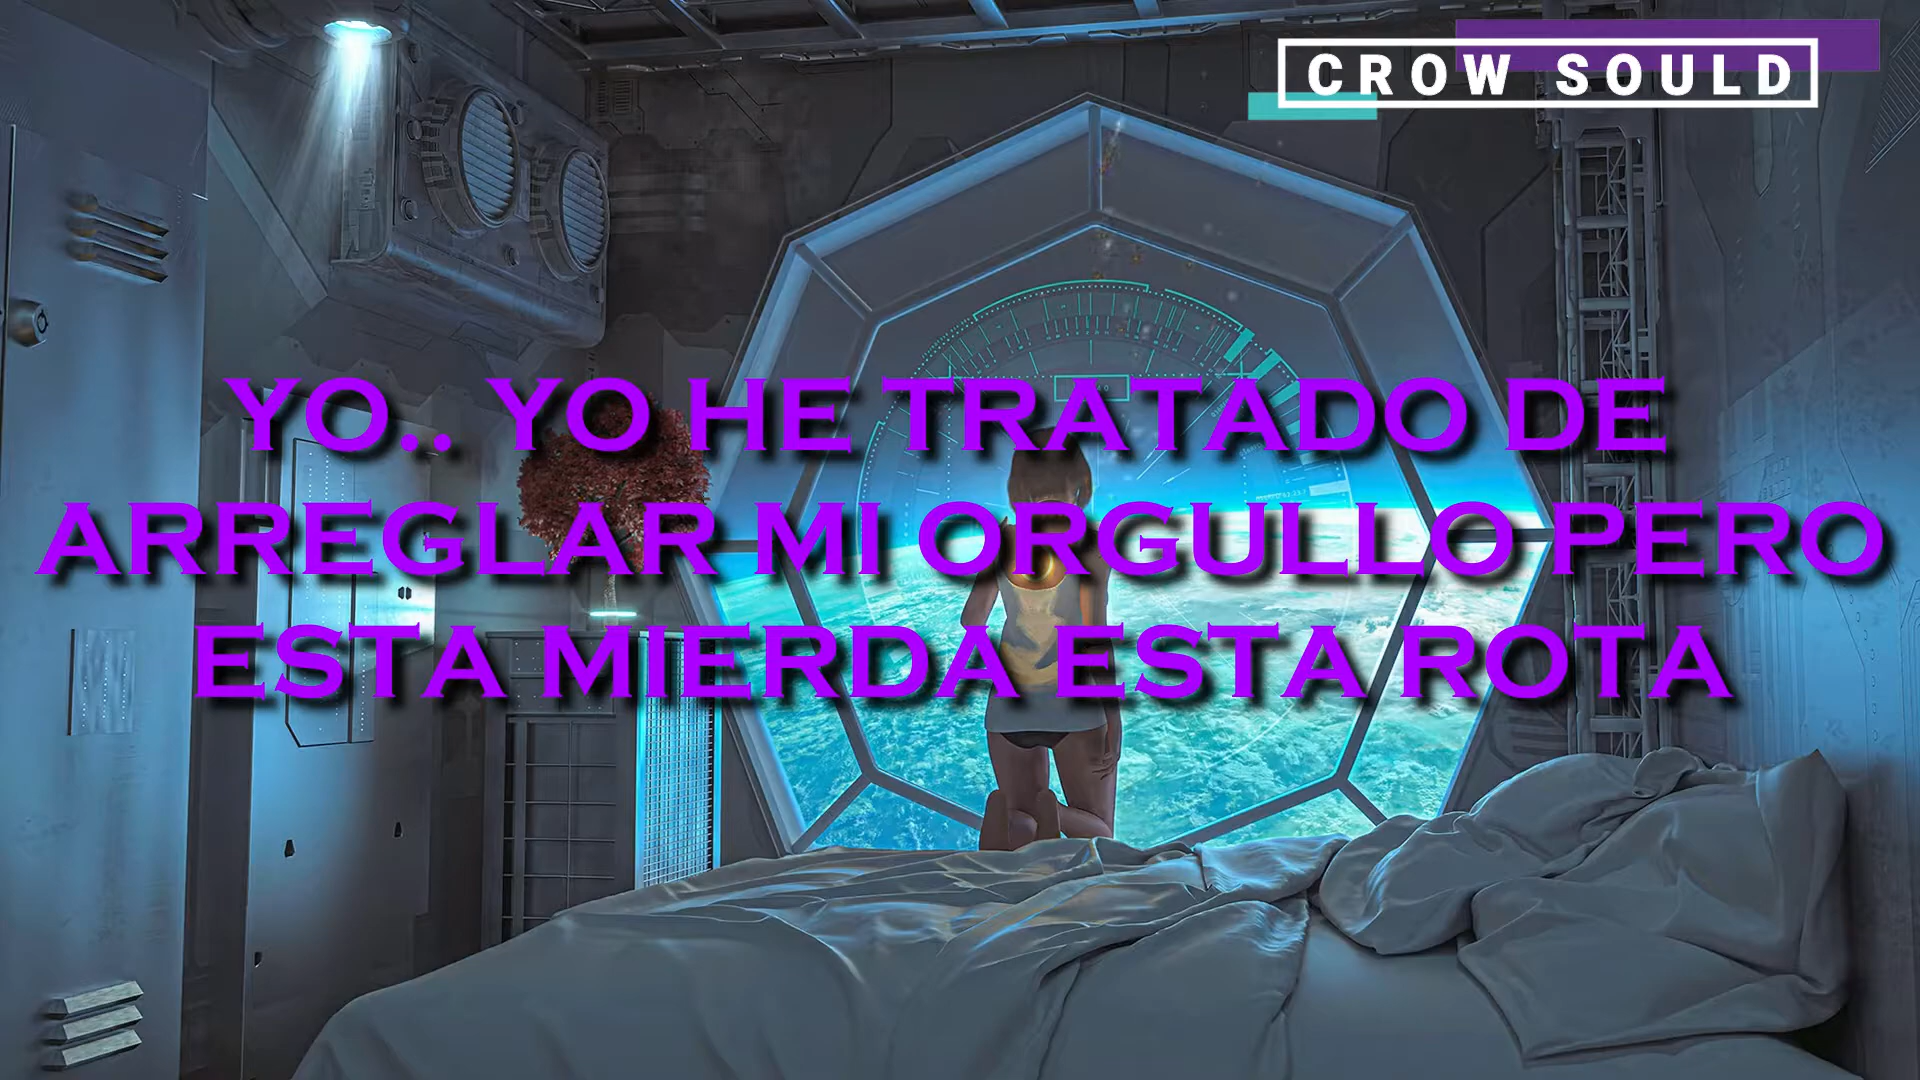 CROW SOULD
YO.. YO HE TRATADO DE
ARREGLAR MI ORGULLO PERO
ESTA MIERDA ESTA ROTA